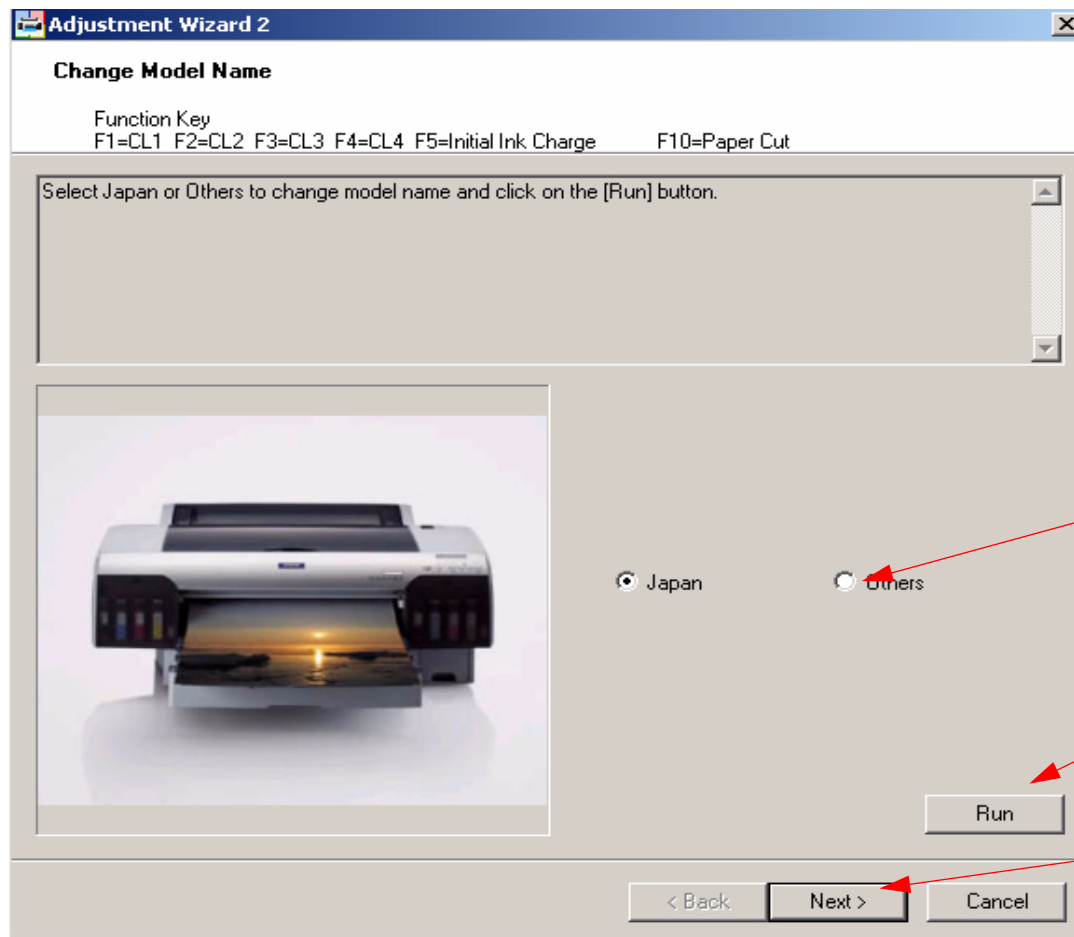 Adjustment Wizard 2
Change Model Name
Function Key
F1=CL1 F2=CL2 F3=CL3 F4=CL4 F5=Initial Ink Charge F10=Paper Cut
Select Japan or Others to change model name and click on the [Run] button.
Japan Others
Run
< Back Next > Cancel